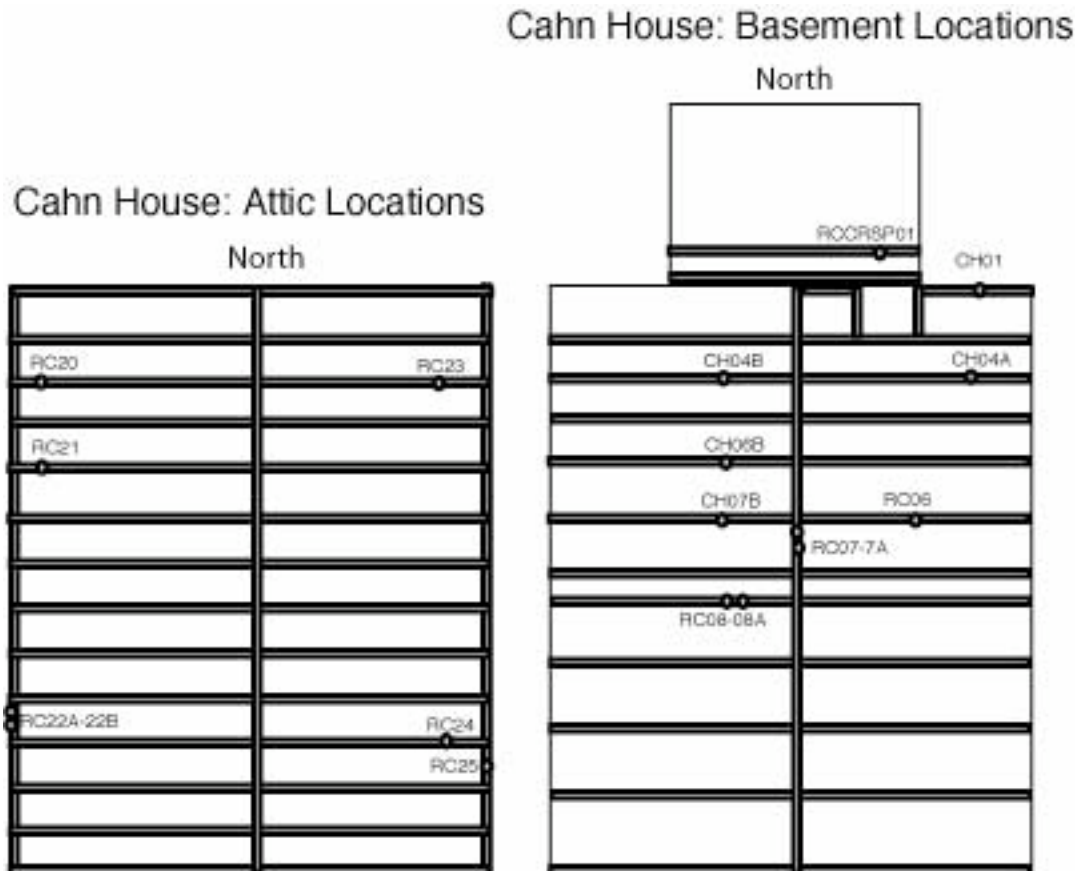 Cahn House: Basement Locations
North
RCCRSP01
CH01
CH04B
CH04A
CH06B
CH07B
RC06
RC07-7A
RC08-08A
Cahn House: Attic Locations
North
RC20
RC23
RC21
RC22A-22B
RC24
RC25